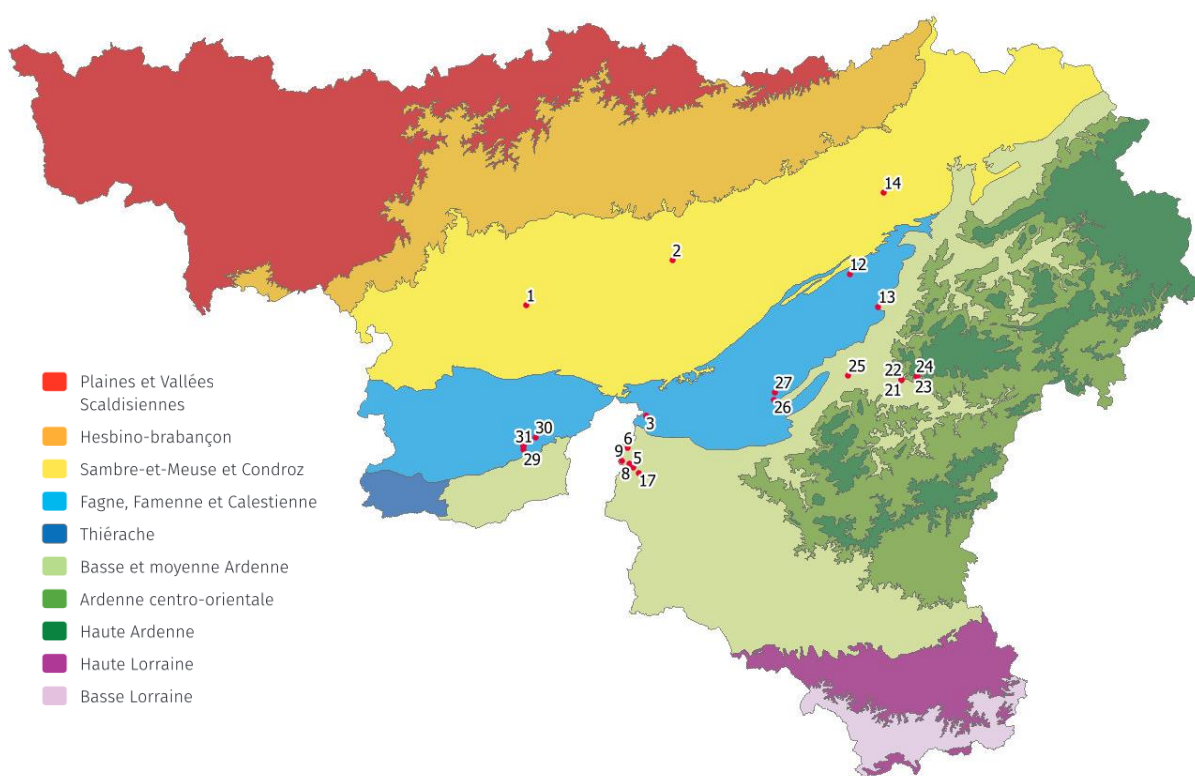 14
2
12
1
13
25
22
24
21
23
27
26
3
30
31
29
6
9
5
8
17
Plaines et Vallées
Scaldisiennes
Hesbino-brabançon
Sambre-et-Meuse et Condroz
Fagne, Famenne et Calestienne
Thiérache
Basse et moyenne Ardenne
Ardenne centro-orientale
Haute Ardenne
Haute Lorraine
Basse Lorraine